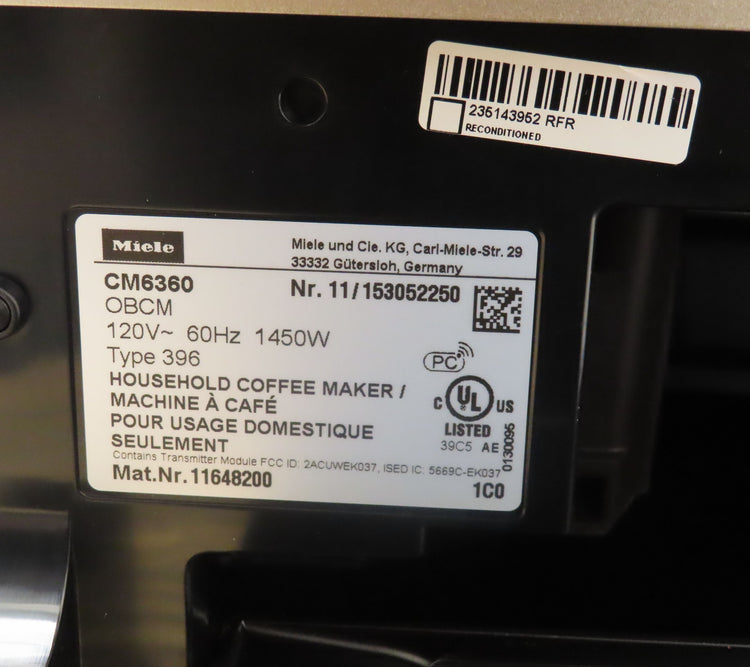 235143952 RFR
RECONDITIONED
Miele
Miele und Cie. KG, Carl-Miele-Str. 29
33332 Gütersloh, Germany
CM6360
Nr. 11/153052250
OBCM
120V~ 60Hz 1450W
Type 396
PC
HOUSEHOLD COFFEE MAKER /
MACHINE À CAFÉ
POUR USAGE DOMESTIQUE
SEULEMENT
C UL US
LISTED
39C5 AE
0130095
Contains Transmitter Module FCC ID: 2ACUWEK037, ISED IC: 5669C-EK037
Mat.Nr.11648200
1C0